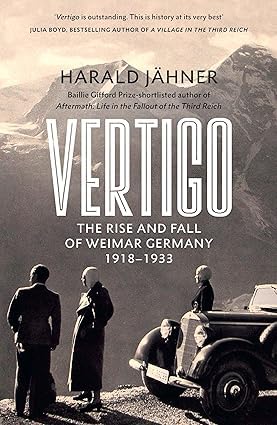 'Vertigo is outstanding. This is history at its very best'
JULIA BOYD, BESTSELLING AUTHOR OF A VILLAGE IN THE THIRD REICH
HARALD JÄHNER
Baillie Gifford Prize-shortlisted author of
Aftermath: Life in the Fallout of the Third Reich
VERTIGO
THE RISE AND FALL
OF WEIMAR GERMANY
1918–1933